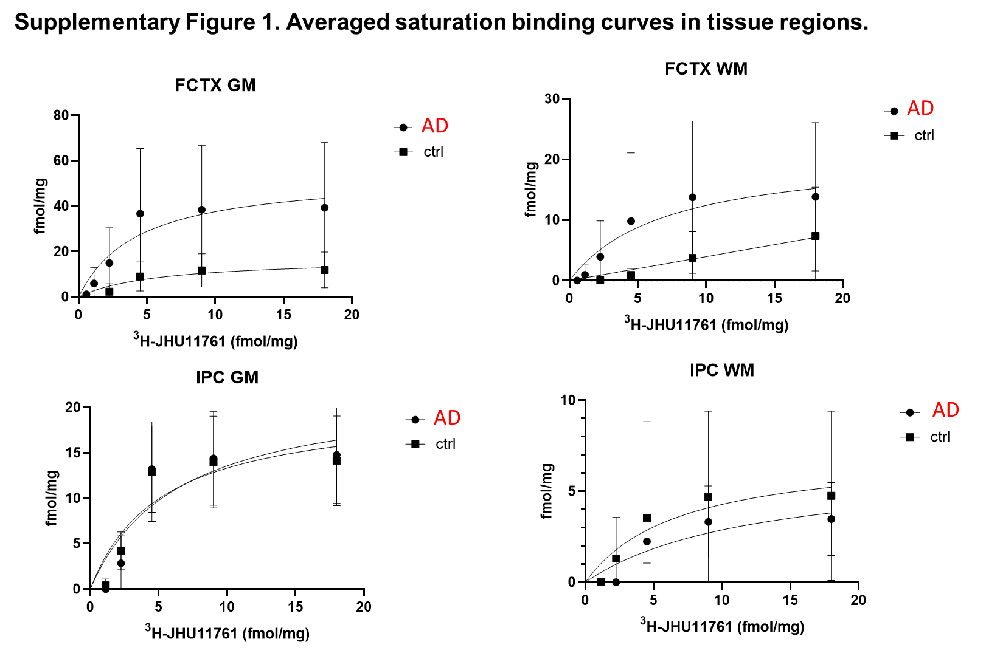 Supplementary Figure 1. Averaged saturation binding curves in tissue regions.
FCTX GM
80
60
40
20
0
fmol/mg
0 5 10 15 20
³H-JHU11761 (fmol/mg)
AD
ctrl
FCTX WM
30
20
10
0
fmol/mg
0 5 10 15 20
³H-JHU11761 (fmol/mg)
AD
ctrl
IPC GM
20
15
10
5
0
fmol/mg
0 5 10 15 20
³H-JHU11761 (fmol/mg)
AD
ctrl
IPC WM
10
5
0
fmol/mg
0 5 10 15 20
³H-JHU11761 (fmol/mg)
AD
ctrl